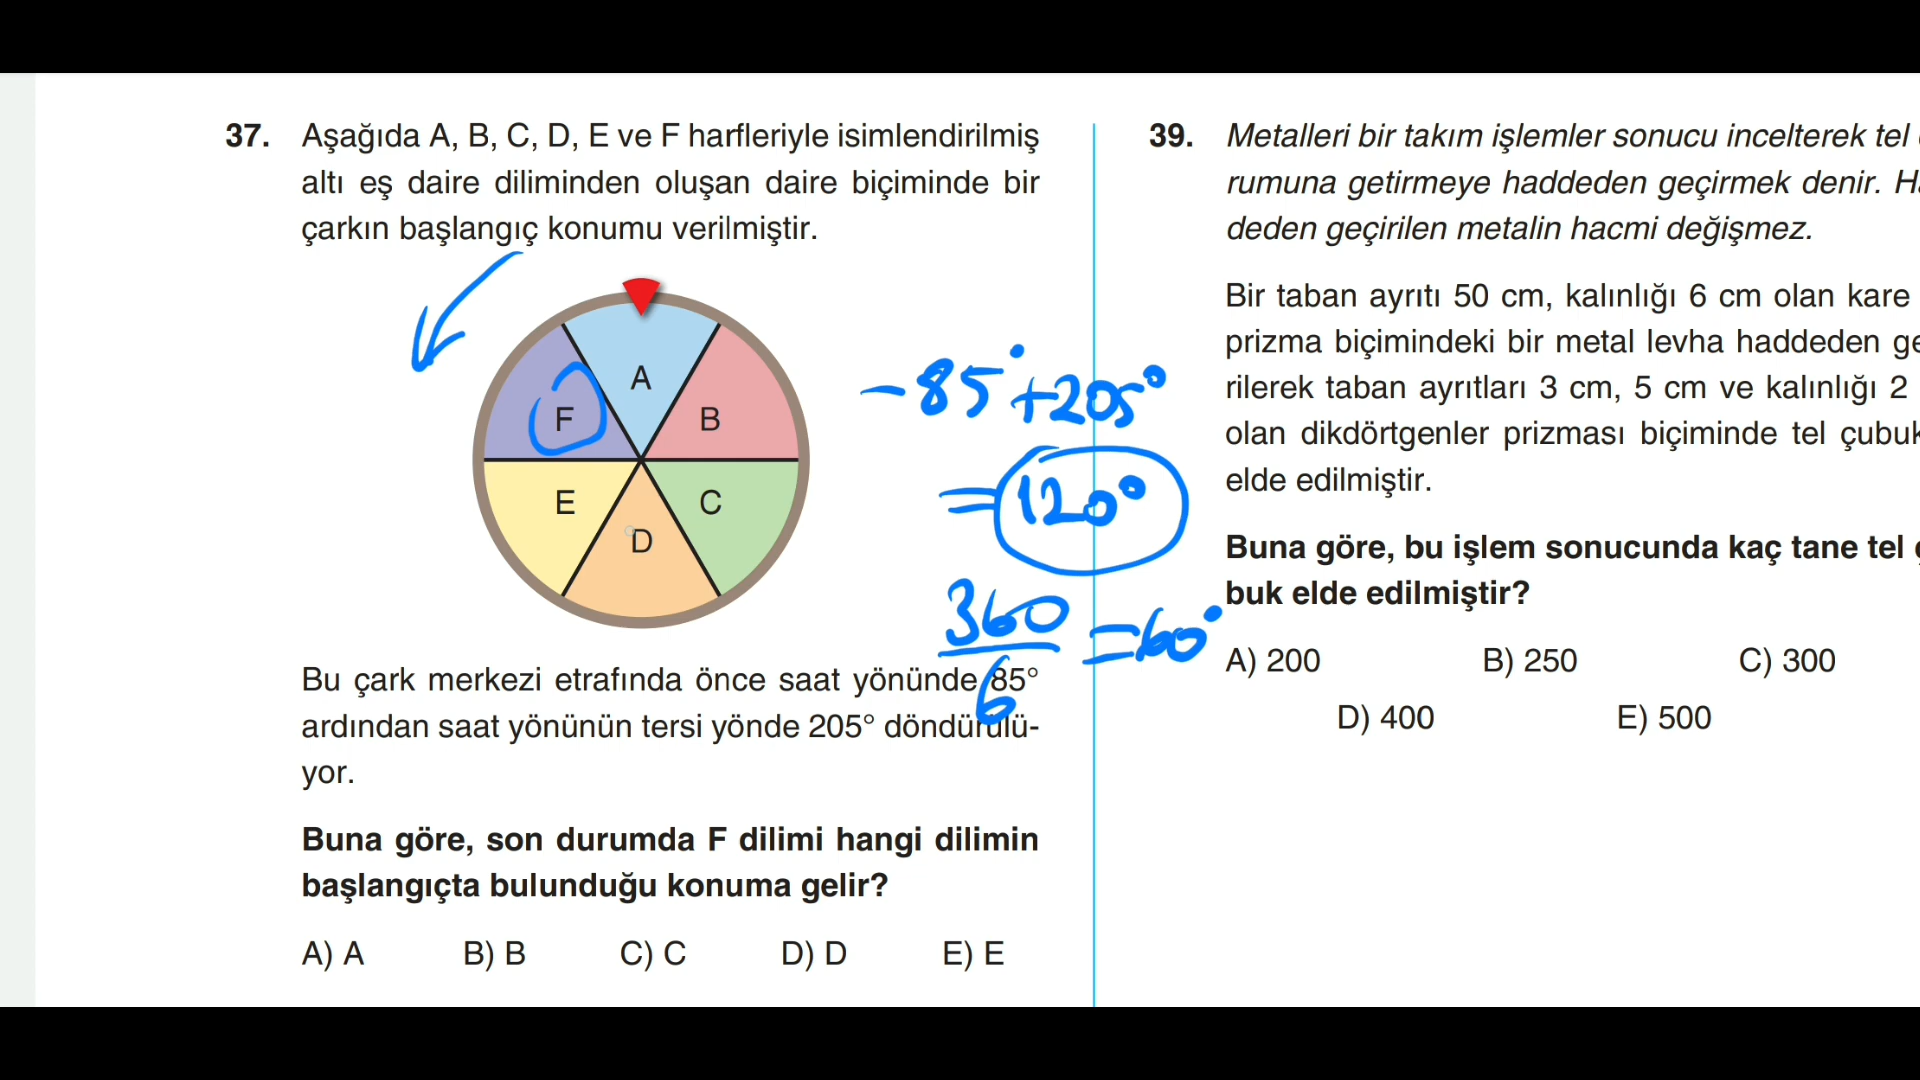 37. Aşağıda A, B, C, D, E ve F harfleriyle isimlendirilmiş
altı eş daire diliminden oluşan daire biçiminde bir
çarkın başlangıç konumu verilmiştir.
A
F
B
E
C
D
-85° +205°
=120°
360
6
=60°
Bu çark merkezi etrafında önce saat yönünde 85°
ardından saat yönünün tersi yönde 205° döndürülü-
yor.
Buna göre, son durumda F dilimi hangi dilimin
başlangıçta bulunduğu konuma gelir?
A) A B) B C) C D) D E) E
39. Metalleri bir takım işlemler sonucu incelterek tel
rumuna getirmeye haddeden geçirmek denir. Ha
deden geçirilen metalin hacmi değişmez.
Bir taban ayrıtı 50 cm, kalınlığı 6 cm olan kare
prizma biçimindeki bir metal levha haddeden ge
rilerek taban ayrıtları 3 cm, 5 cm ve kalınlığı 2
olan dikdörtgenler prizması biçiminde tel çubuk
elde edilmiştir.
Buna göre, bu işlem sonucunda kaç tane tel ç
buk elde edilmiştir?
A) 200 B) 250 C) 300
D) 400 E) 500